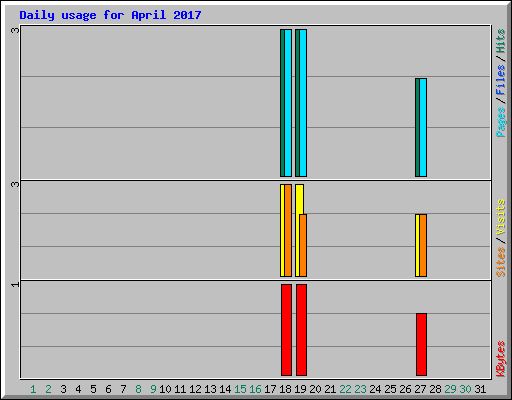 Daily usage for April 2017
3
3
1
Pages / Files / Hits
Sites / Visits
KBytes
1 2 3 4 5 6 7 8 9 10 11 12 13 14 15 16 17 18 19 20 21 22 23 24 25 26 27 28 29 30 31